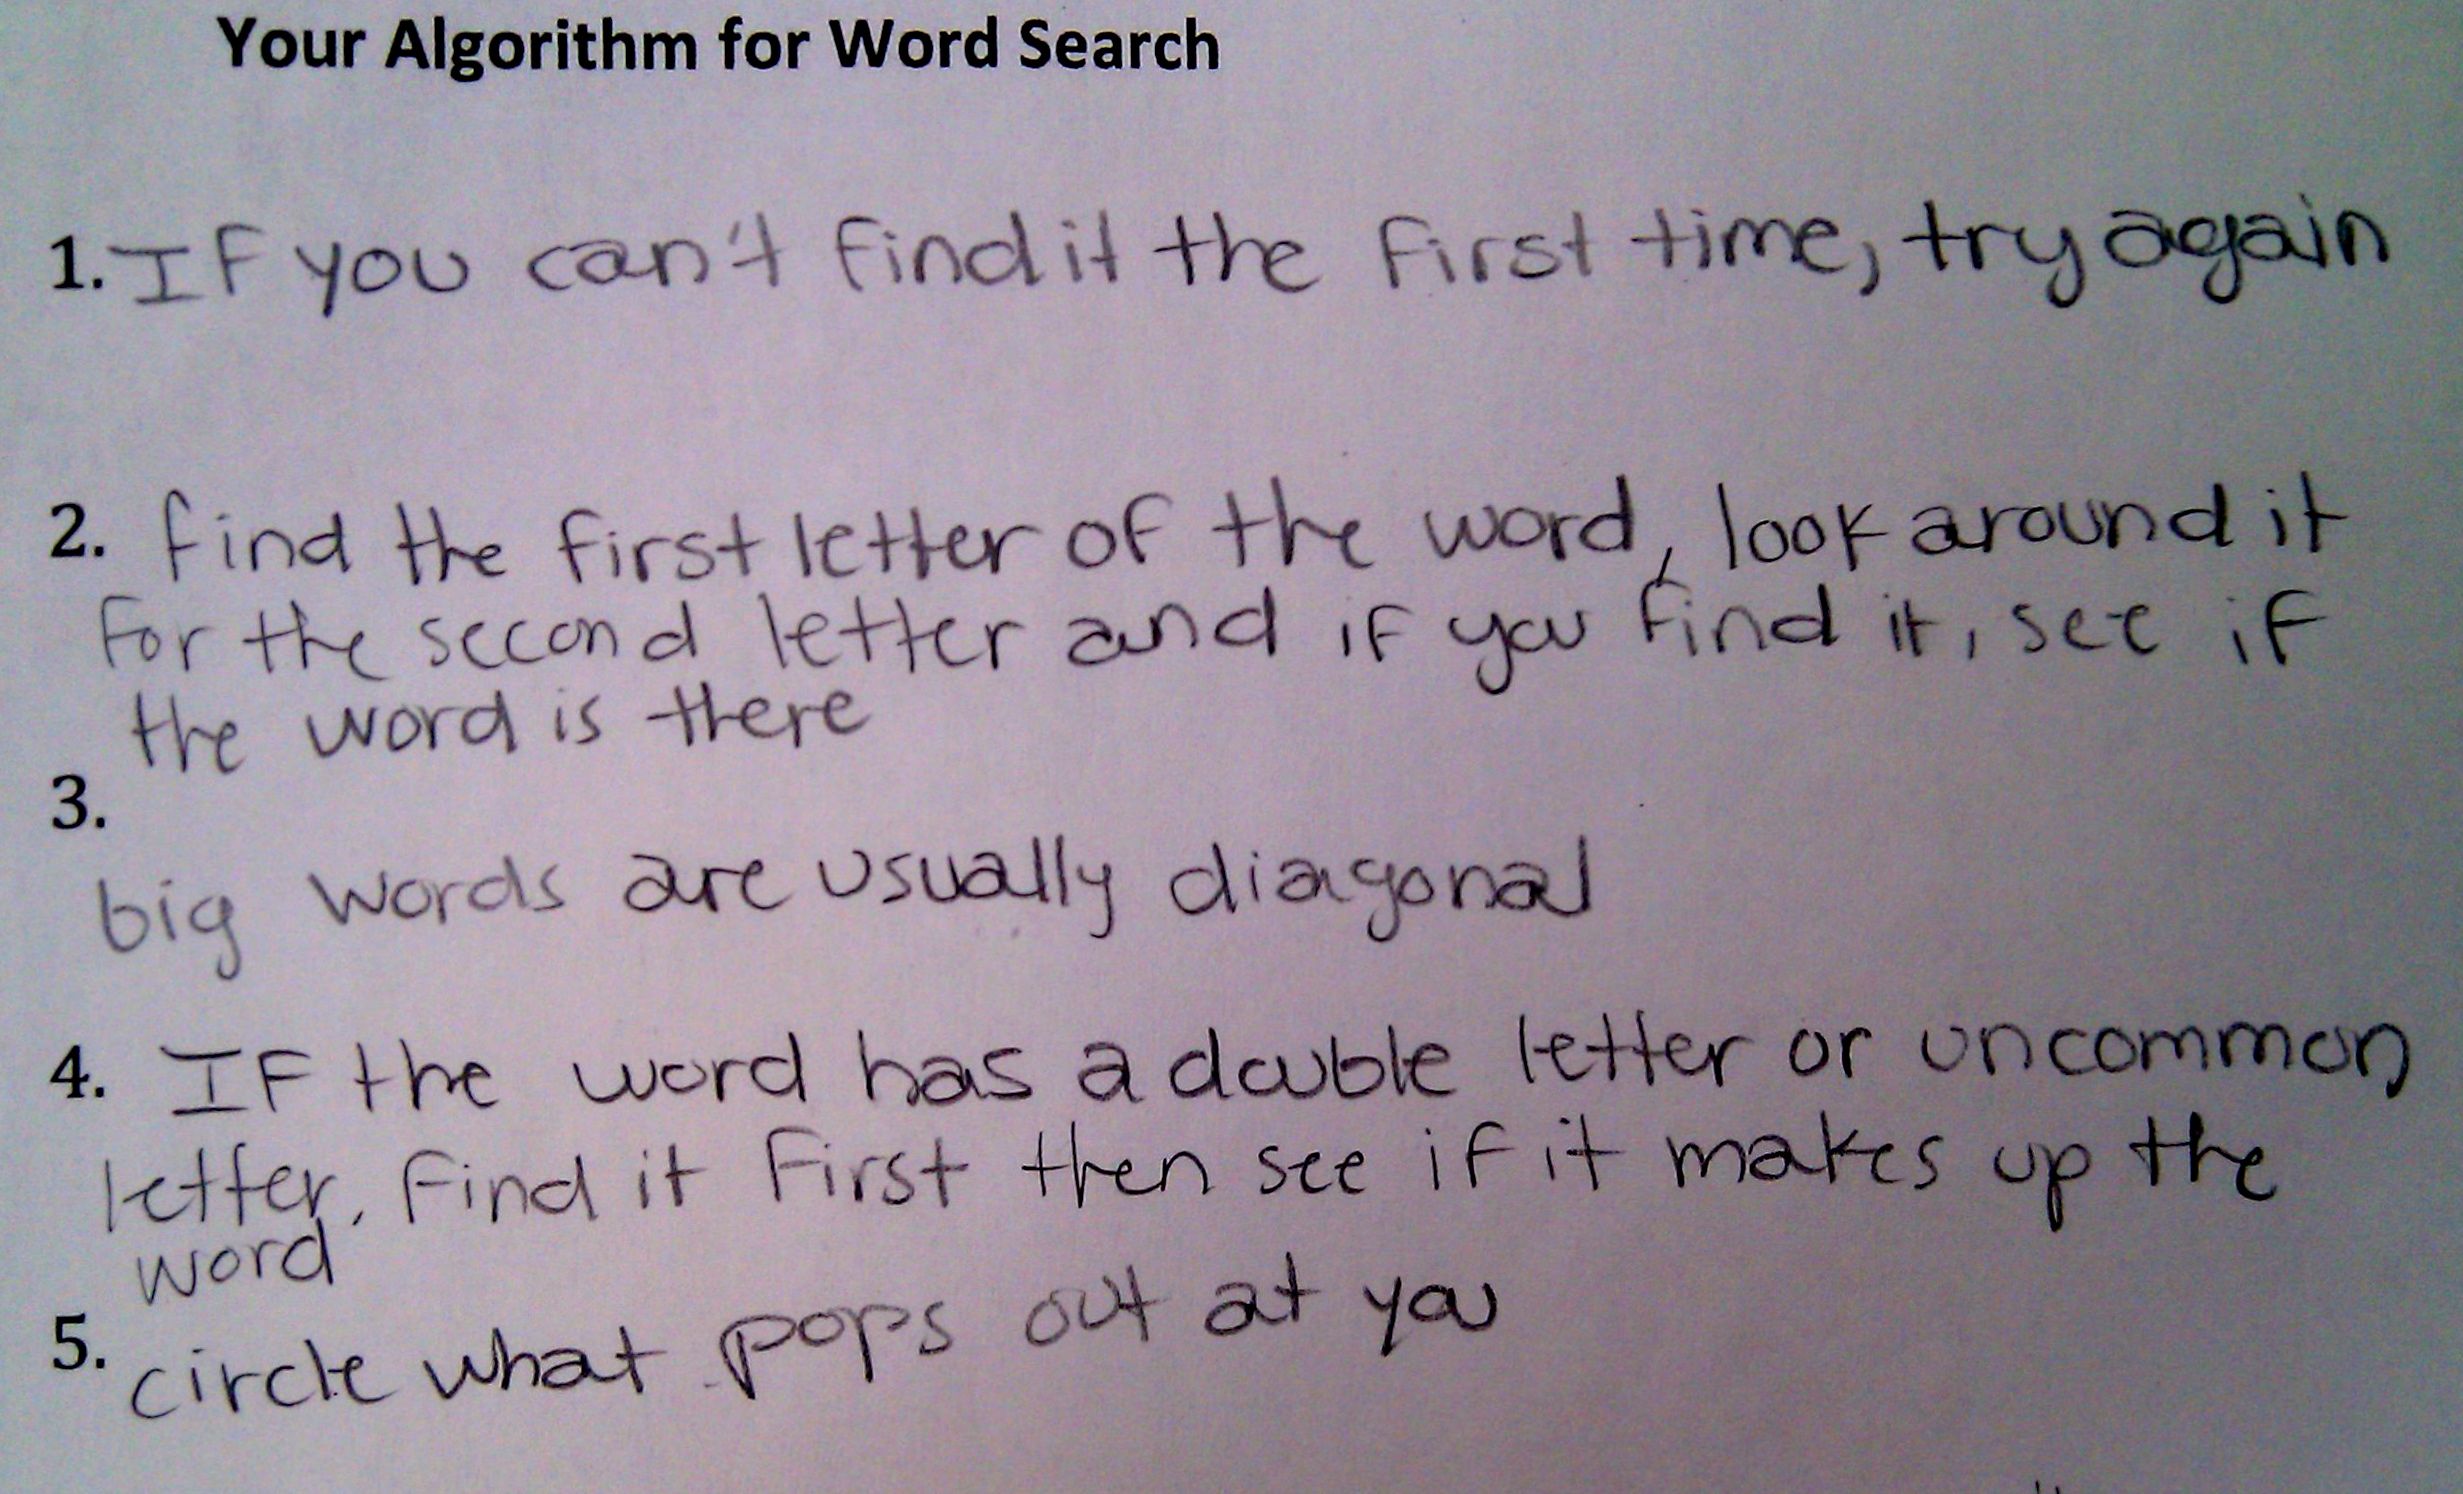 Your Algorithm for Word Search
1. If you can't find it the first time, try again
2. find the first letter of the word, look around it
for the second letter and if you find it, see if
the word is there
3.
big words are usually diagonal
4. If the word has a double letter or uncommon
letter, find it first then see if it makes up the
word
5. circle what pops out at you